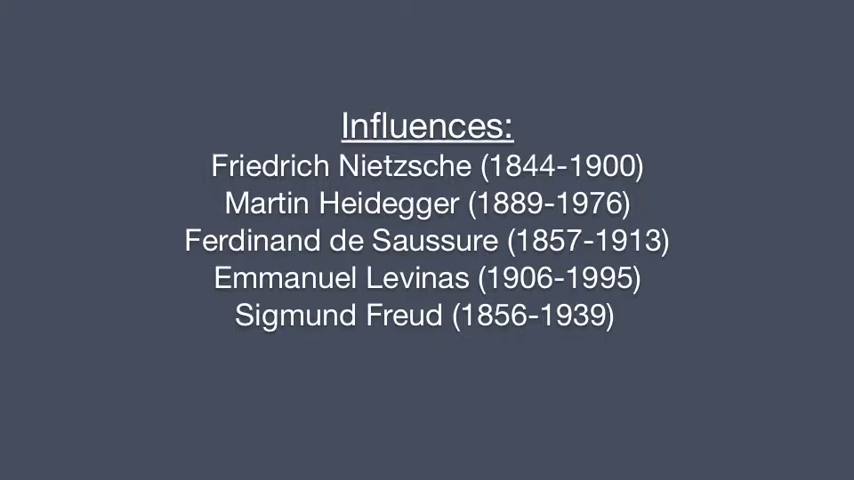 Influences:
Friedrich Nietzsche (1844-1900)
Martin Heidegger (1889-1976)
Ferdinand de Saussure (1857-1913)
Emmanuel Levinas (1906-1995)
Sigmund Freud (1856-1939)